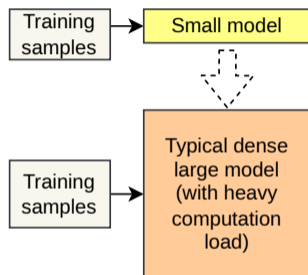 Training
samples
Small model
Training
samples
Typical dense
large model
(with heavy
computation
load)